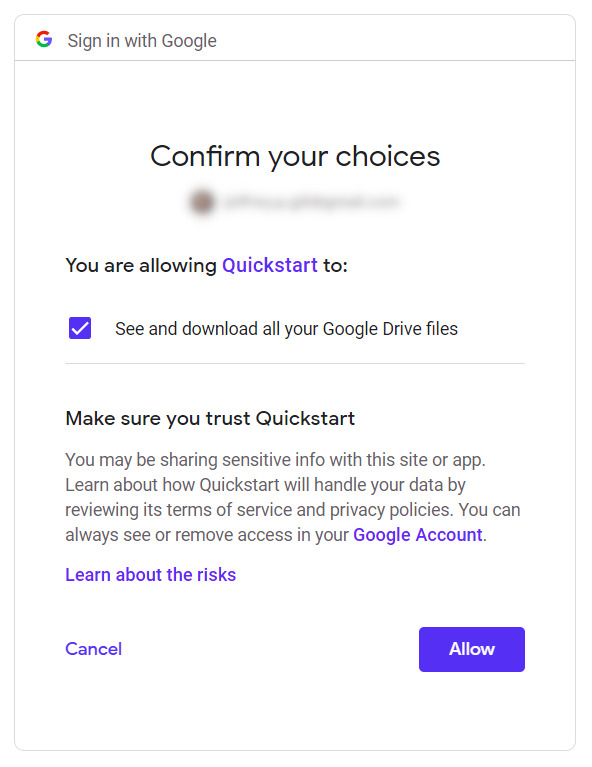 Sign in with Google
Confirm your choices
You are allowing Quickstart to:
See and download all your Google Drive files
Make sure you trust Quickstart
You may be sharing sensitive info with this site or app.
Learn about how Quickstart will handle your data by
reviewing its terms of service and privacy policies. You can
always see or remove access in your Google Account.
Learn about the risks
Cancel
Allow